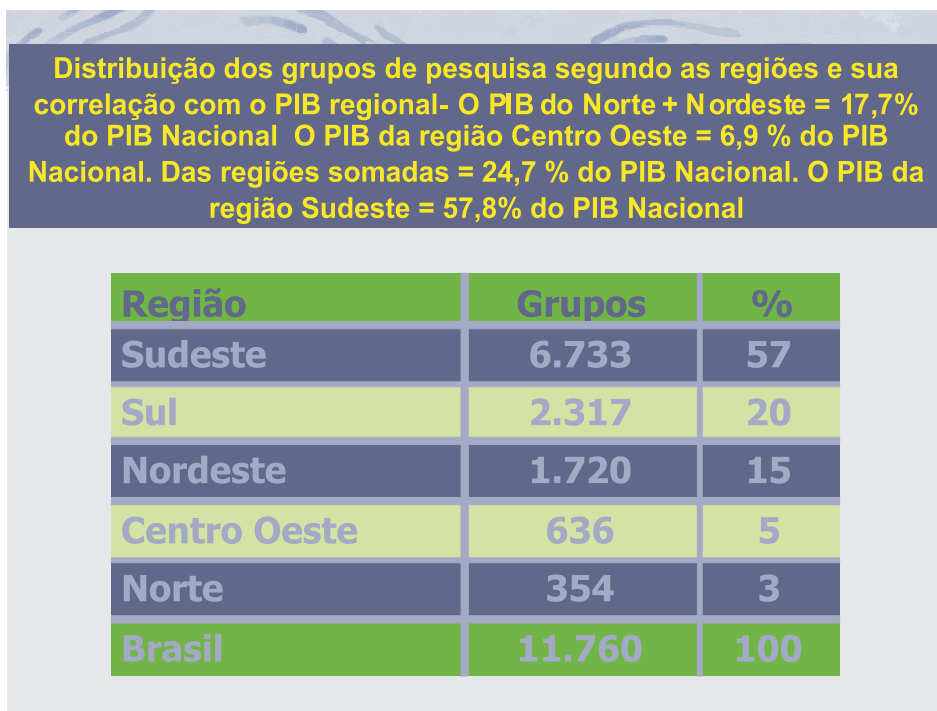 Distribuição dos grupos de pesquisa segundo as regiões e sua
correlação com o PIB regional- O PIB do Norte + Nordeste = 17,7%
do PIB Nacional O PIB da região Centro Oeste = 6,9 % do PIB
Nacional. Das regiões somadas = 24,7 % do PIB Nacional. O PIB da
região Sudeste = 57,8% do PIB Nacional
Região Grupos %
Sudeste 6.733 57
Sul 2.317 20
Nordeste 1.720 15
Centro Oeste 636 5
Norte 354 3
Brasil 11.760 100